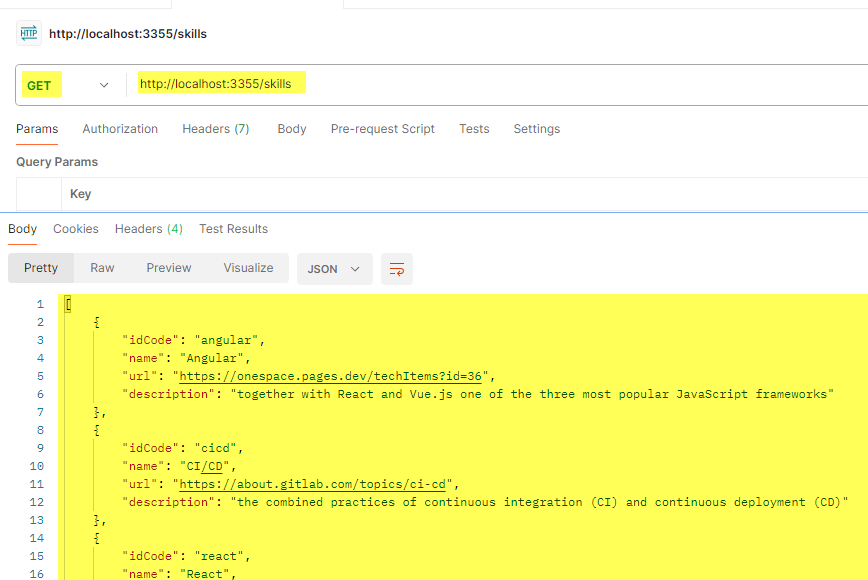 HTTP http://localhost:3355/skills
GET http://localhost:3355/skills
Params Authorization Headers (7) Body Pre-request Script Tests Settings
Query Params
Key
Body Cookies Headers (4) Test Results
Pretty Raw Preview Visualize JSON
1 [
2 {
3 "idCode": "angular",
4 "name": "Angular",
5 "url": "https://onespace.pages.dev/techItems?id=36",
6 "description": "together with React and Vue.js one of the three most popular JavaScript frameworks"
7 },
8 {
9 "idCode": "cicd",
10 "name": "CI/CD",
11 "url": "https://about.gitlab.com/topics/ci-cd",
12 "description": "the combined practices of continuous integration (CI) and continuous deployment (CD)"
13 },
14 {
15 "idCode": "react",
16 "name": "React",